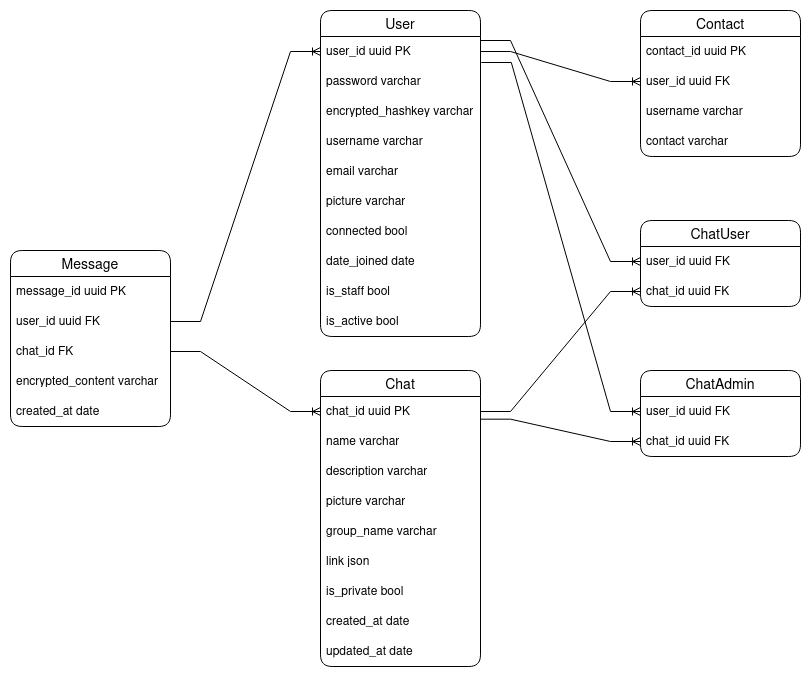 User
user_id uuid PK
password varchar
encrypted_hashkey varchar
username varchar
email varchar
picture varchar
connected bool
date_joined date
is_staff bool
is_active bool
Contact
contact_id uuid PK
user_id uuid FK
username varchar
contact varchar
ChatUser
user_id uuid FK
chat_id uuid FK
Message
message_id uuid PK
user_id uuid FK
chat_id FK
encrypted_content varchar
created_at date
Chat
chat_id uuid PK
name varchar
description varchar
picture varchar
group_name varchar
link json
is_private bool
created_at date
updated_at date
ChatAdmin
user_id uuid FK
chat_id uuid FK